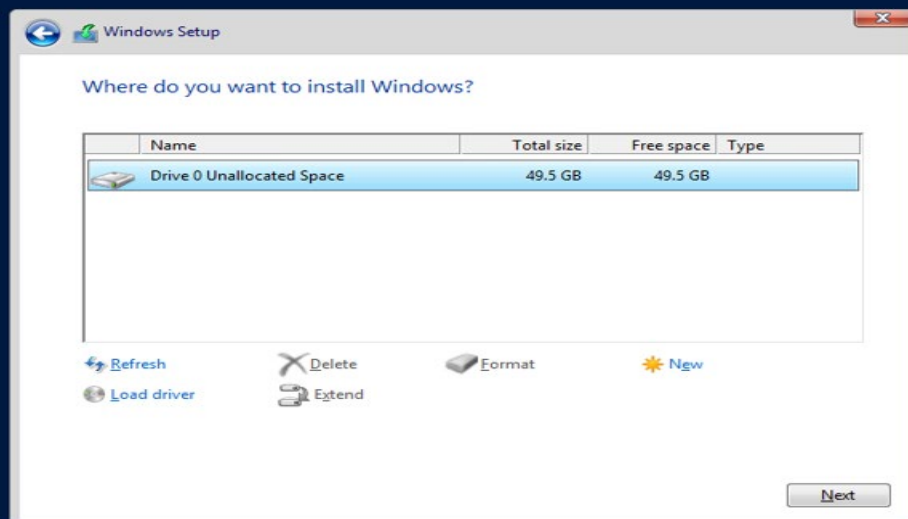 Windows Setup
Where do you want to install Windows?
Name Total size Free space Type
Drive 0 Unallocated Space 49.5 GB 49.5 GB
Refresh Delete Format New
Load driver Extend
Next